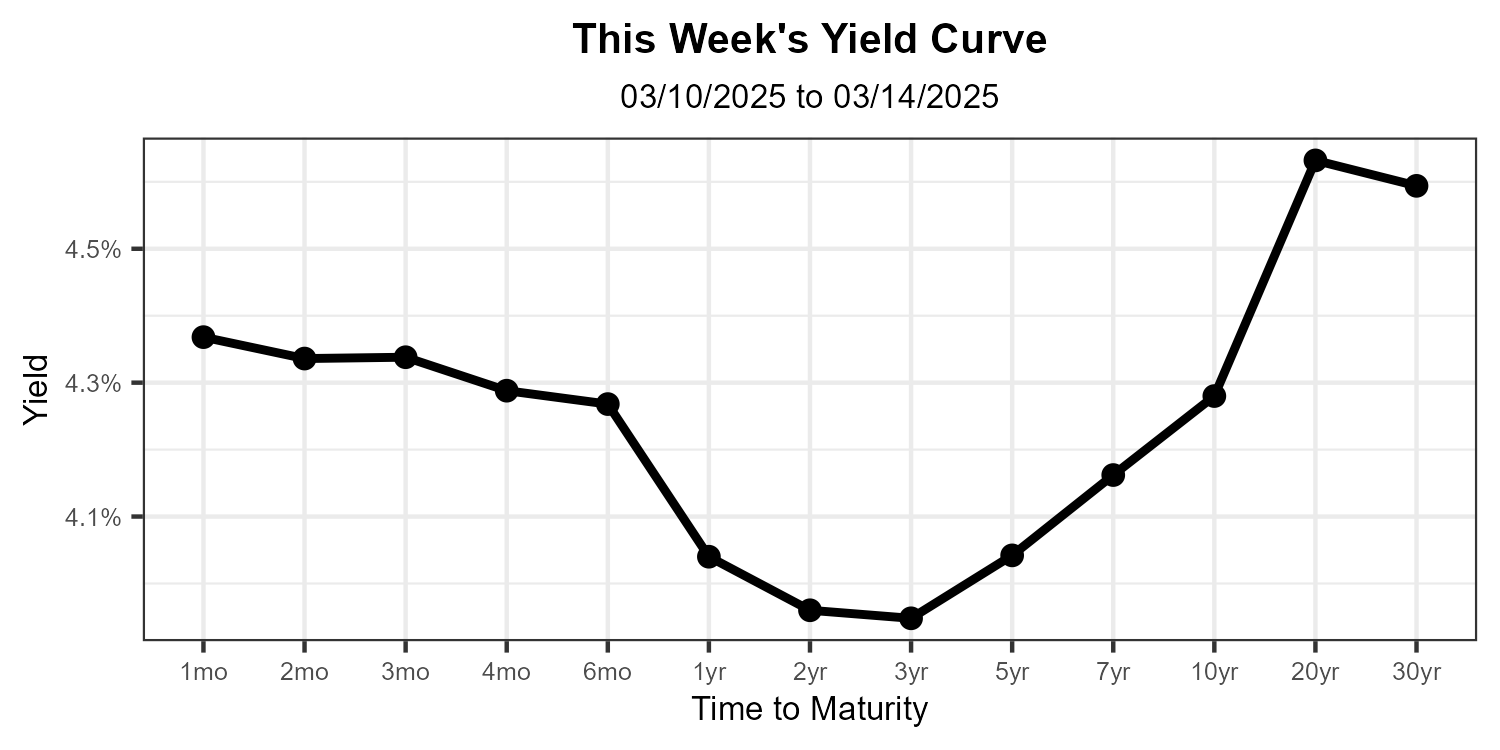 This Week's Yield Curve
03/10/2025 to 03/14/2025
Yield
4.5%
4.3%
4.1%
1mo 2mo 3mo 4mo 6mo 1yr 2yr 3yr 5yr 7yr 10yr 20yr 30yr
Time to Maturity